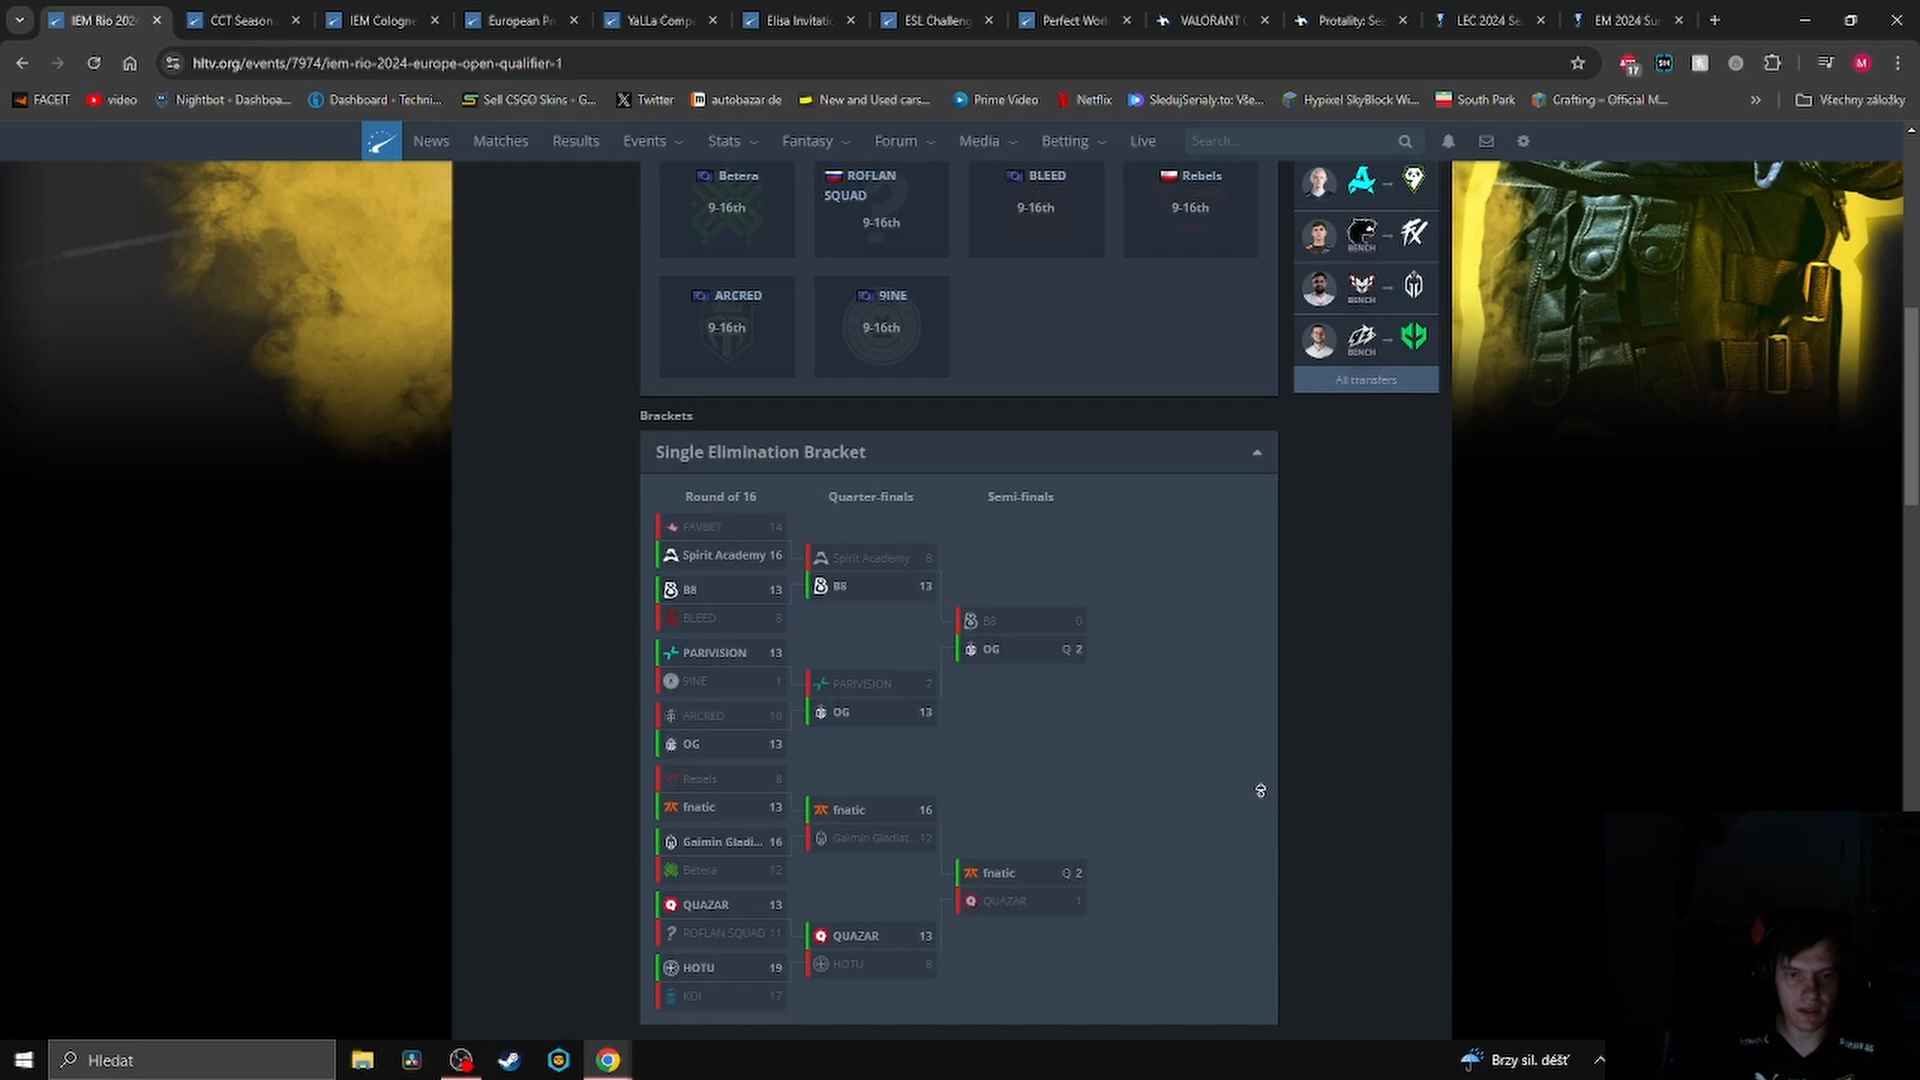 IEM Rio 202
CCT Season
IEM Cologne
European Pr
YaLLa Comp
Elisa Invitati
ESL Challeng
Perfect Worl
VALORANT C
Protality: Se
LEC 2024 Se
EM 2024 Su
hltv.org/events/7974/iem-rio-2024-europe-open-qualifier-1
17
M
FACEIT
video
Nightbot - Dashboa...
Dashboard - Techni...
Sell CSGO Skins - G...
Twitter
autobazar de
New and Used cars...
Prime Video
Netflix
SledujSerialy.to: Vše...
Hypixel SkyBlock Wi...
South Park
Crafting – Official M...
Všechny záložky
News
Matches
Results
Events
Stats
Fantasy
Forum
Media
Betting
Live
Search...
Betera
9-16th
ROFLAN SQUAD
9-16th
BLEED
9-16th
Rebels
9-16th
ARCRED
9-16th
9INE
9-16th
BENCH
BENCH
BENCH
All transfers
Brackets
Single Elimination Bracket
Round of 16
Quarter-finals
Semi-finals
FAVBET 14
Spirit Academy 16
B8 13
BLEED 8
PARIVISION 13
9INE 1
ARCRED 10
OG 13
Rebels 8
fnatic 13
Gaimin Gladi... 16
Betera 12
QUAZAR 13
ROFLAN SQUAD 11
HOTU 19
KOI 17
Spirit Academy 8
B8 13
PARIVISION 7
OG 13
fnatic 16
Gaimin Gladiat... 12
QUAZAR 13
HOTU 8
B8 0
OG Q 2
fnatic Q 2
QUAZAR 1
Hledat
Brzy sil. déšť